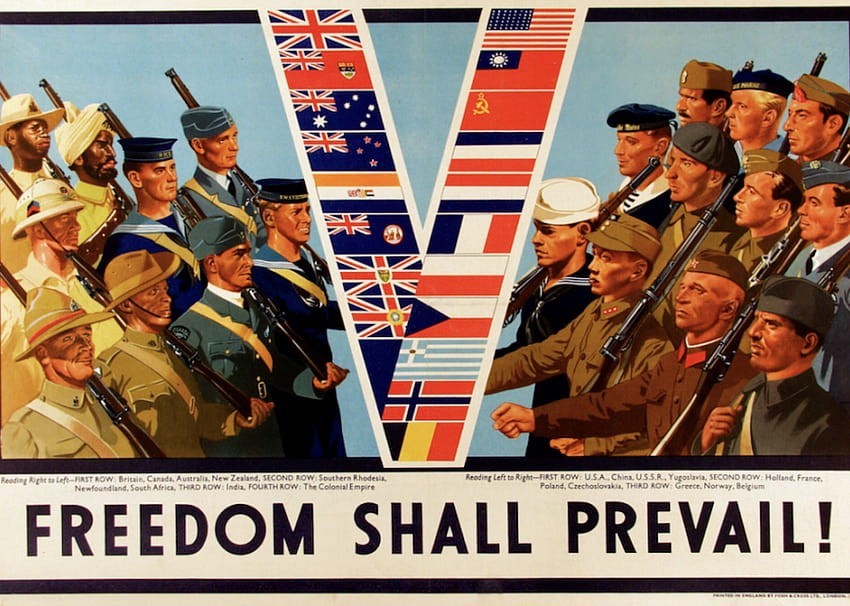 Reading Right to Left—FIRST ROW: Britain, Canada, Australia, New Zealand, SECOND ROW: Southern Rhodesia,
Newfoundland, South Africa, THIRD ROW: India, FOURTH ROW: The Colonial Empire
Reading Left to Right—FIRST ROW: U.S.A., China, U.S.S.R., Yugoslavia, SECOND ROW: Holland, France,
Poland, Czechoslovakia, THIRD ROW: Greece, Norway, Belgium
FREEDOM SHALL PREVAIL!
PRINTED IN ENGLAND BY FOSH & CROSS LTD., LONDON.